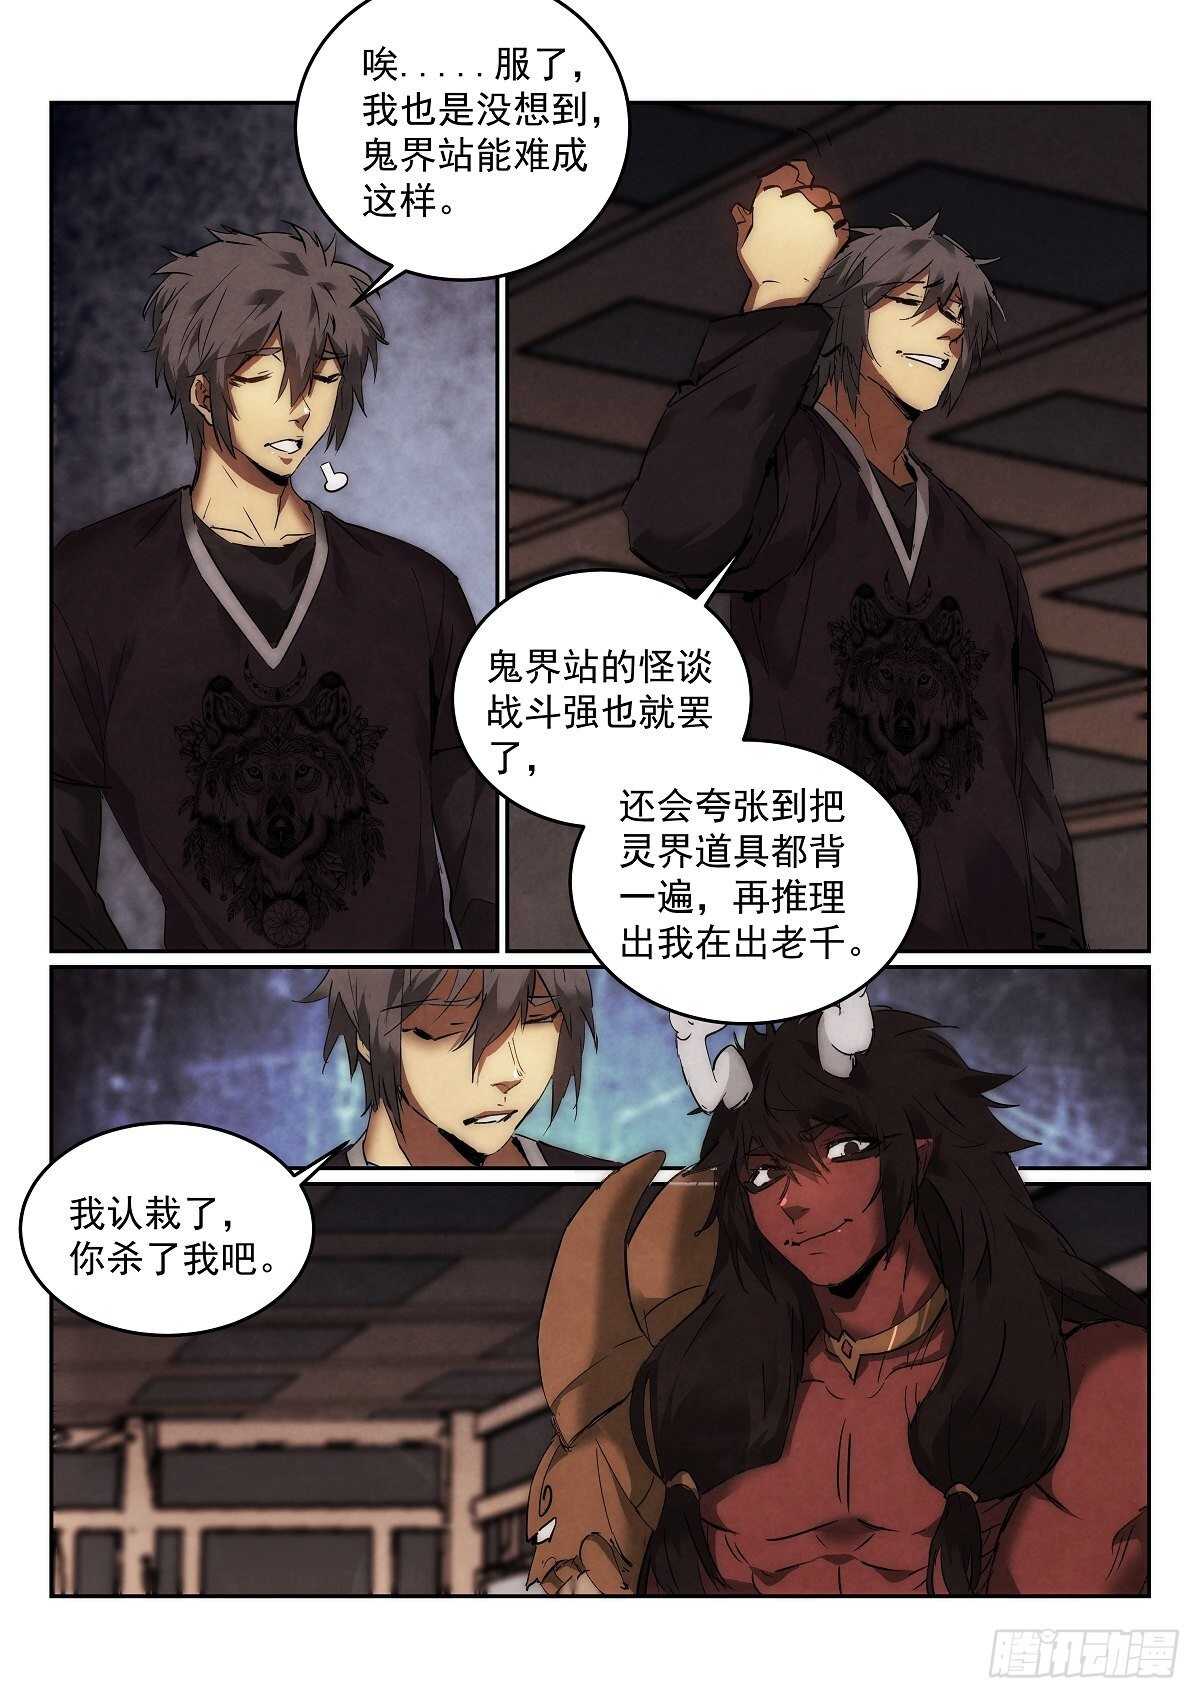 唉.....服了，
我也是没想到，
鬼界站能难成
这样。
鬼界站的怪谈
战斗强也就罢
了，
还会夸张到把
灵界道具都背
一遍，再推理
出我在出老千。
我认栽了，
你杀了我吧。
腾讯动漫